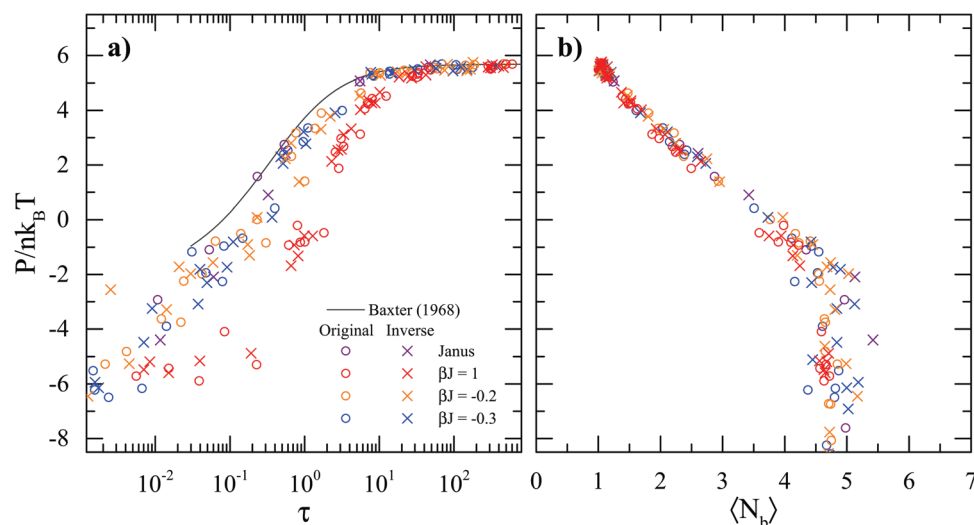 a)
b)
P/nk_BT
6
4
2
0
-2
-4
-6
-8
Baxter (1968)
Original Inverse
Janus
βJ = 1
βJ = -0.2
βJ = -0.3
10^-2 10^-1 10^0 10^1 10^2
τ
0 1 2 3 4 5 6 7
⟨N_b⟩